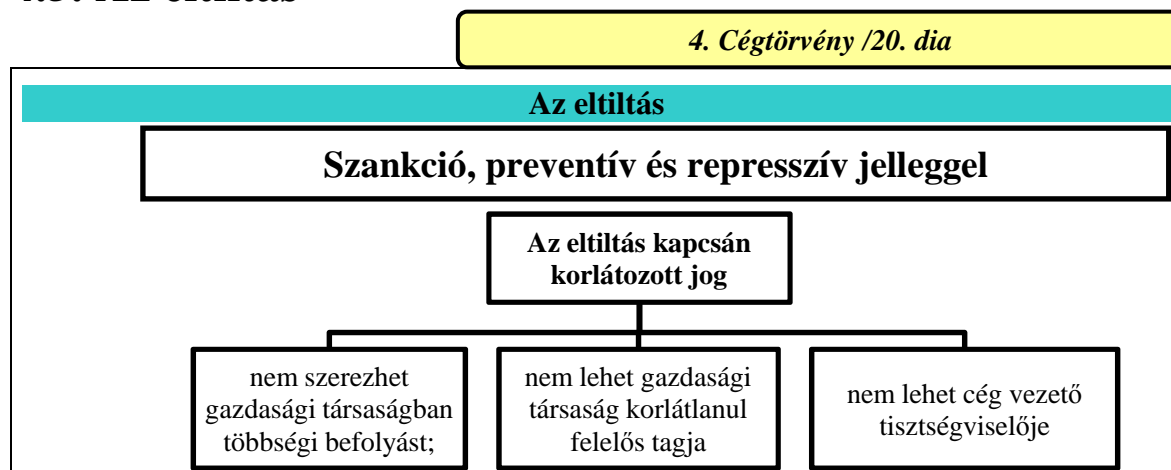 4. Cégtörvény /20. dia
Az eltiltás
Szankció, preventív és represszív jelleggel
Az eltiltás kapcsán
korlátozott jog
nem szerezhet
gazdasági társaságban
többségi befolyást;
nem lehet gazdasági
társaság korlátlanul
felelős tagja
nem lehet cég vezető
tisztségviselője